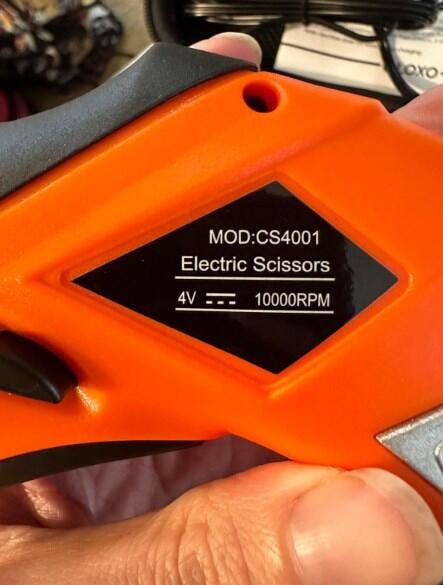 MOD:CS4001
Electric Scissors
4V ⎓ 10000RPM